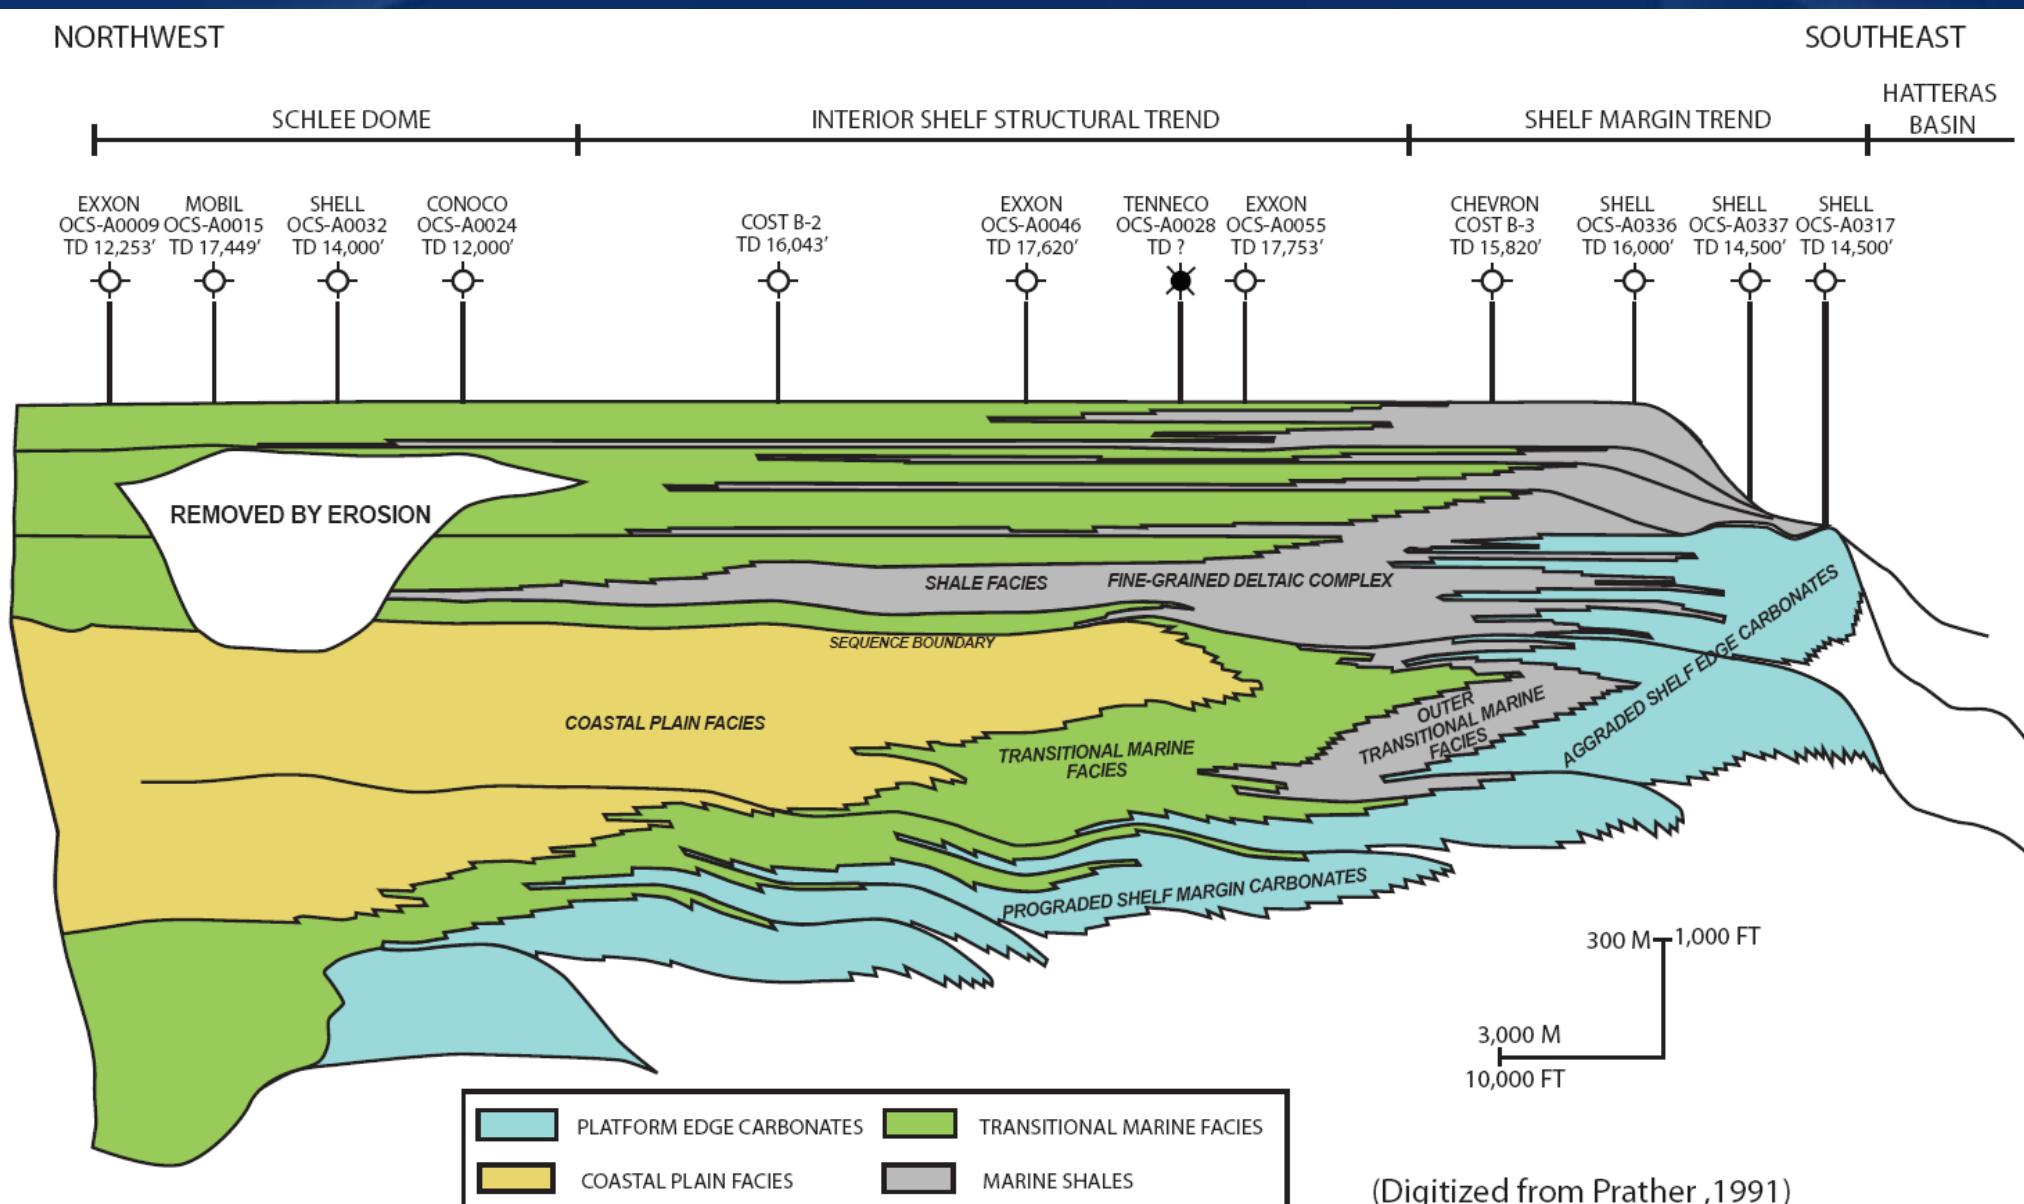 NORTHWEST
SOUTHEAST
SCHLEE DOME
INTERIOR SHELF STRUCTURAL TREND
SHELF MARGIN TREND
HATTERAS
BASIN
EXXON
OCS-A0009
TD 12,253'
MOBIL
OCS-A0015
TD 17,449'
SHELL
OCS-A0032
TD 14,000'
CONOCO
OCS-A0024
TD 12,000'
COST B-2
TD 16,043'
EXXON
OCS-A0046
TD 17,620'
TENNECO
OCS-A0028
TD ?
EXXON
OCS-A0055
TD 17,753'
CHEVRON
COST B-3
TD 15,820'
SHELL
OCS-A0336
16,000'
SHELL
OCS-A0337
TD 14,500'
SHELL
OCS-A0317
TD 14,500'
REMOVED BY EROSION
SHALE FACIES
FINE-GRAINED DELTAIC COMPLEX
SEQUENCE BOUNDARY
COASTAL PLAIN FACIES
TRANSITIONAL MARINE
FACIES
OUTER
TRANSITIONAL MARINE
FACIES
AGGRADED SHELF EDGE CARBONATES
PROGRADED SHELF MARGIN CARBONATES
300 M
1,000 FT
3,000 M
10,000 FT
PLATFORM EDGE CARBONATES
TRANSITIONAL MARINE FACIES
COASTAL PLAIN FACIES
MARINE SHALES
(Digitized from Prather ,1991)